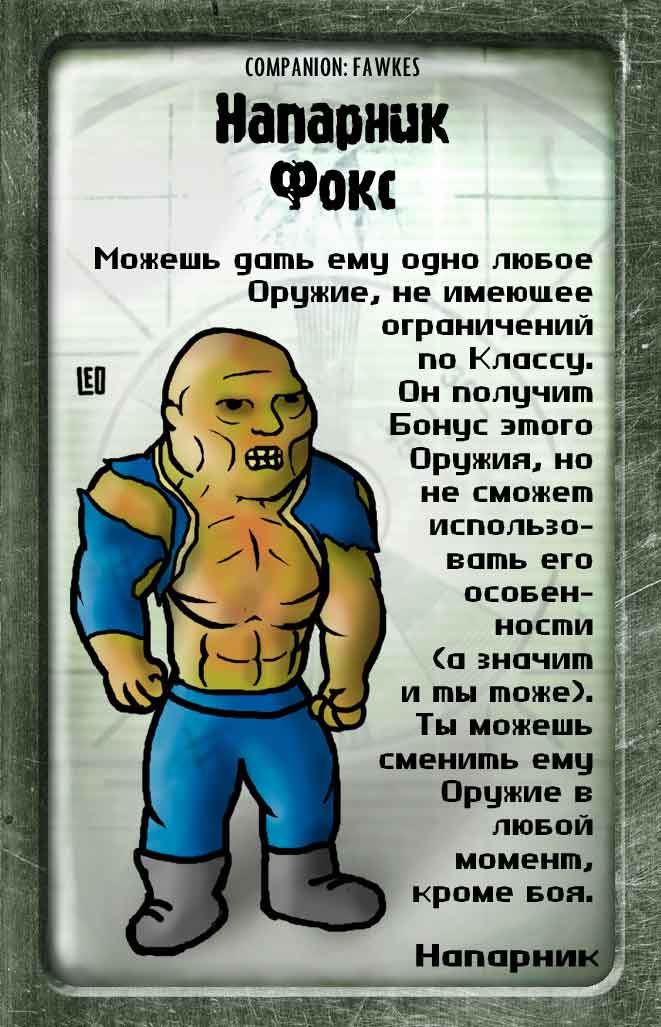 COMPANION: FAWKES
Напарник
Фокс
Можешь дать ему одно любое
Оружие, не имеющее
ограничений
по Классу.
LEO
Он получит
Бонус этого
Оружия, но
не сможет
использо-
вать его
особен-
ности
(а значит
и ты тоже).
Ты можешь
сменить ему
Оружие в
любой
момент,
кроме боя.
Напарник